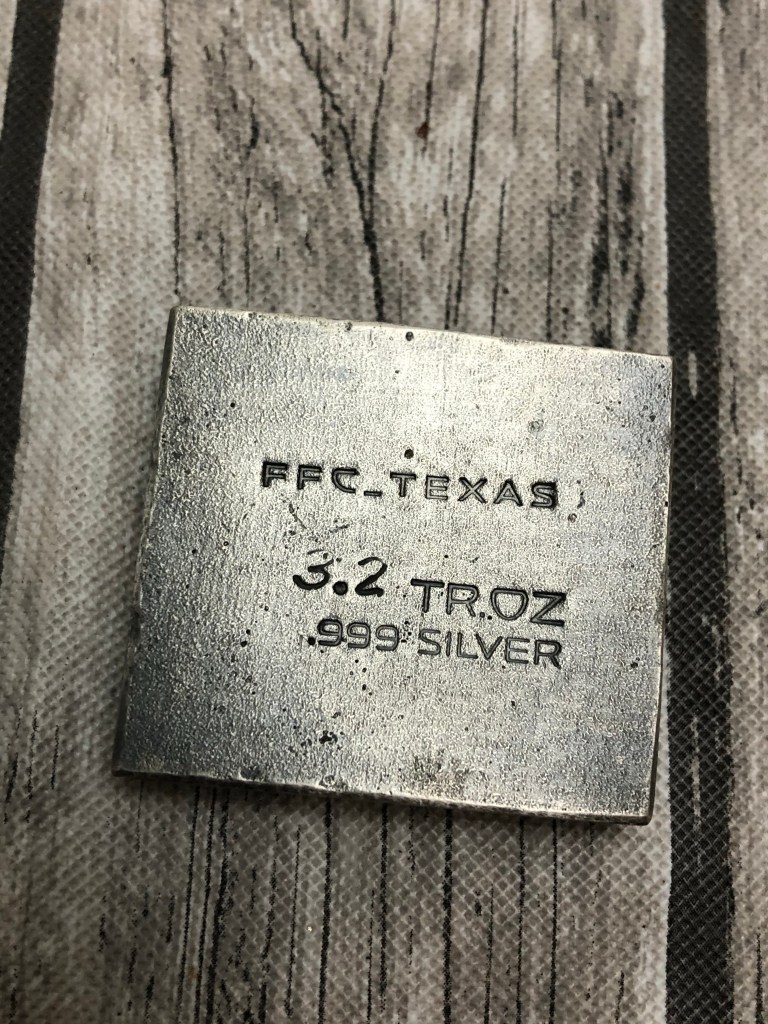 FFC_TEXAS
3.2 TR.OZ
.999 SILVER